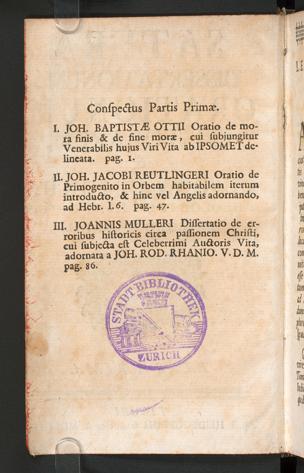 Conſpectus Partis Primæ.
I. JOH. BAPTISTÆ OTTII Oratio de mo-
ra finis & de fine moræ, cui ſubjungitur
Venerabilis hujus Viri Vita ab IPSOMET de-
lineata. pag. 1.
II. JOH. JACOBI REUTLINGERI Oratio de
Primogenito in Orbem habitabilem iterum
introducto, & hinc vel Angelis adornando,
ad Hebr. I. 6. pag. 47.
III. JOANNIS MULLERI Diſſertatio de er-
roribus hiſtoricis circa paſſionem Chriſti,
cui ſubjecta eſt Celeberrimi Auctoris Vita,
adornata a JOH. ROD. RHANIO. V. D. M.
pag. 86.
STADTBIBLIOTHEK
ZURICH